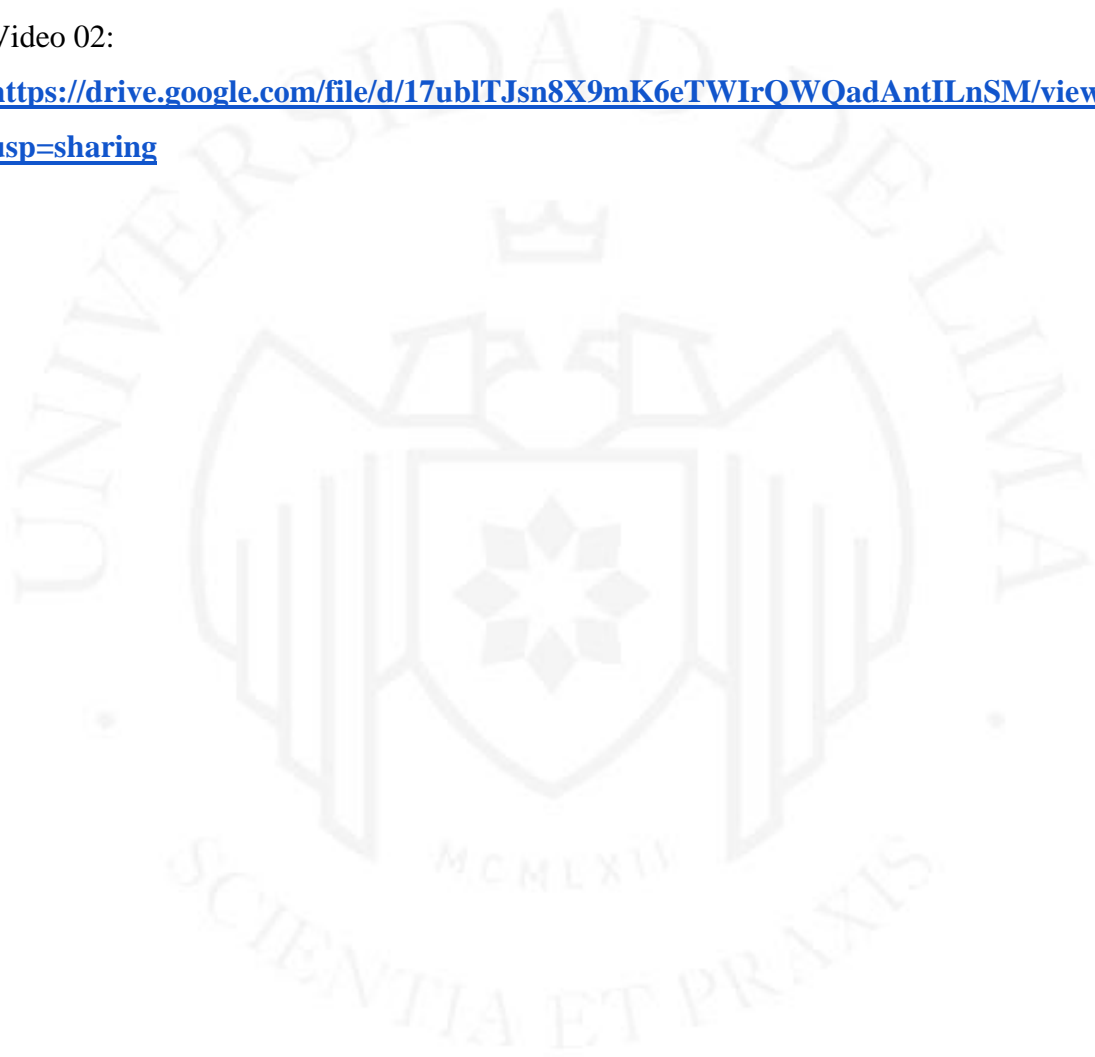 Video 02:
https://drive.google.com/file/d/17ublTJsn8X9mK6eTWIrQWQadAntILnSM/view
usp=sharing
UNIVERSIDAD DE LIMA
MCMLXII
SCIENTIA ET PRAXIS